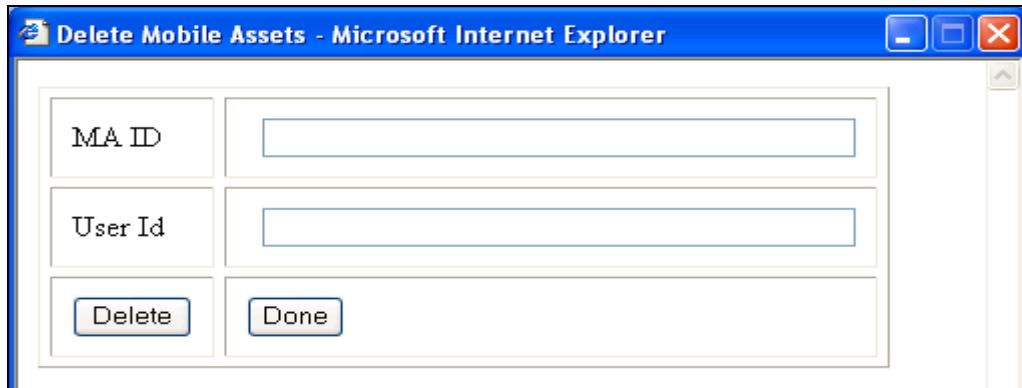 Delete Mobile Assets - Microsoft Internet Explorer
MA ID
User Id
Delete Done